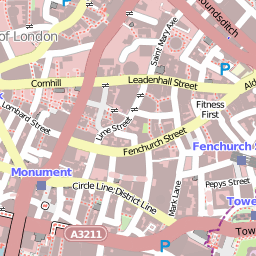 Houndsditch
Saint Mary Axe
of London
P
Cornhill
Leadenhall Street
Fitness
First
Lombard Street
Lime Street
Fenchurch Street
Fenchurch
Monument
Circle Line;District Line
Mark Lane
Pepys Street
Towe
A3211
Tow
P